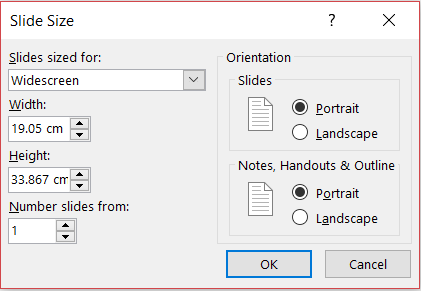 Slide Size
? ×
Slides sized for:
Widescreen
Width:
19.05 cm
Height:
33.867 cm
Number slides from:
1
Orientation
Slides
Portrait
Landscape
Notes, Handouts & Outline
Portrait
Landscape
OK
Cancel